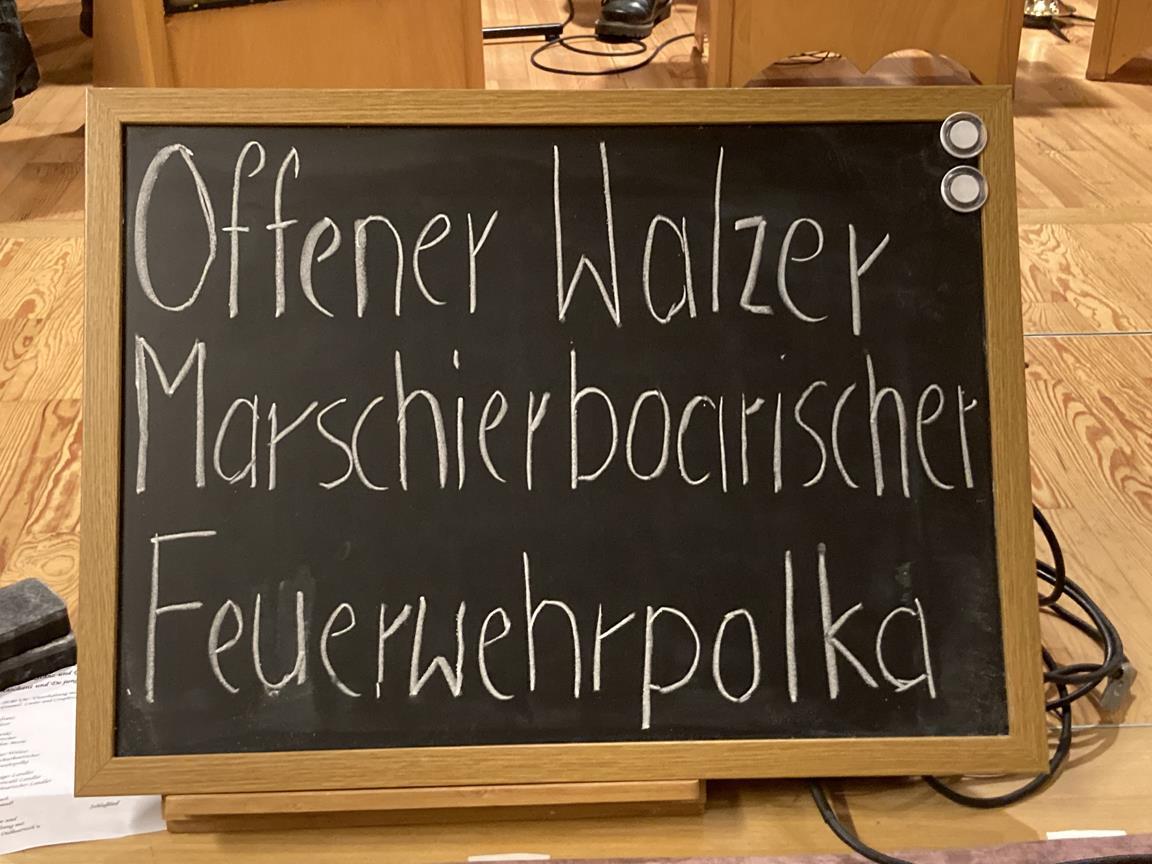 Offener Walzer
Marschierboarischer
Feuerwehrpolka